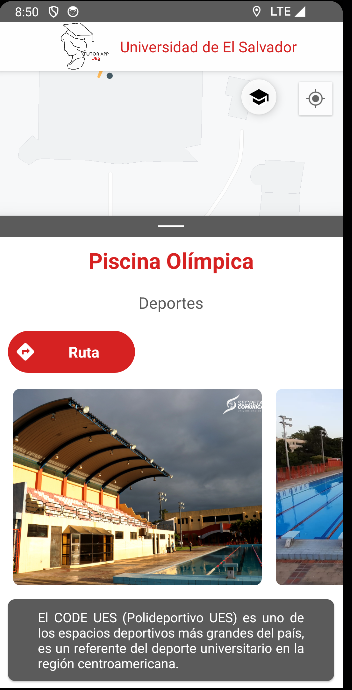 8:50
LTE
Universidad de El Salvador
Piscina Olímpica
Deportes
Ruta
El CODE UES (Polideportivo UES) es uno de
los espacios deportivos más grandes del país,
es un referente del deporte universitario en la
región centroamericana.